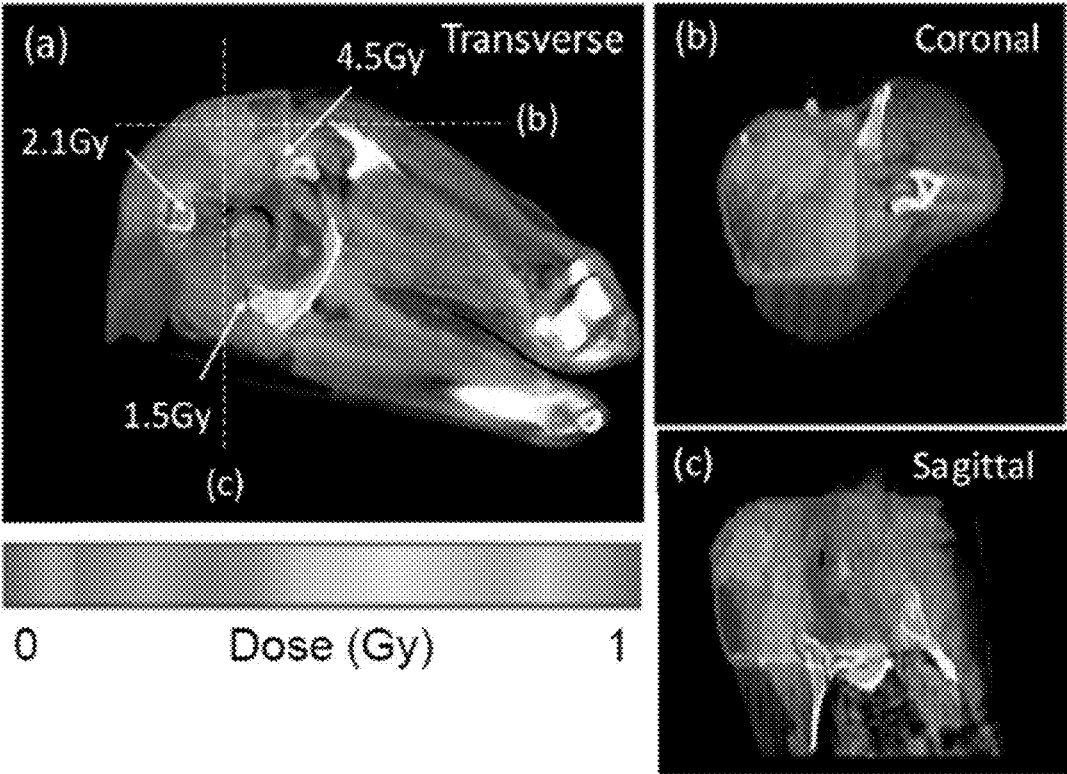 (a)
Transverse
4.5Gy
2.1Gy
(b)
1.5Gy
(c)
0 Dose (Gy) 1
(b)
Coronal
(c)
Sagittal